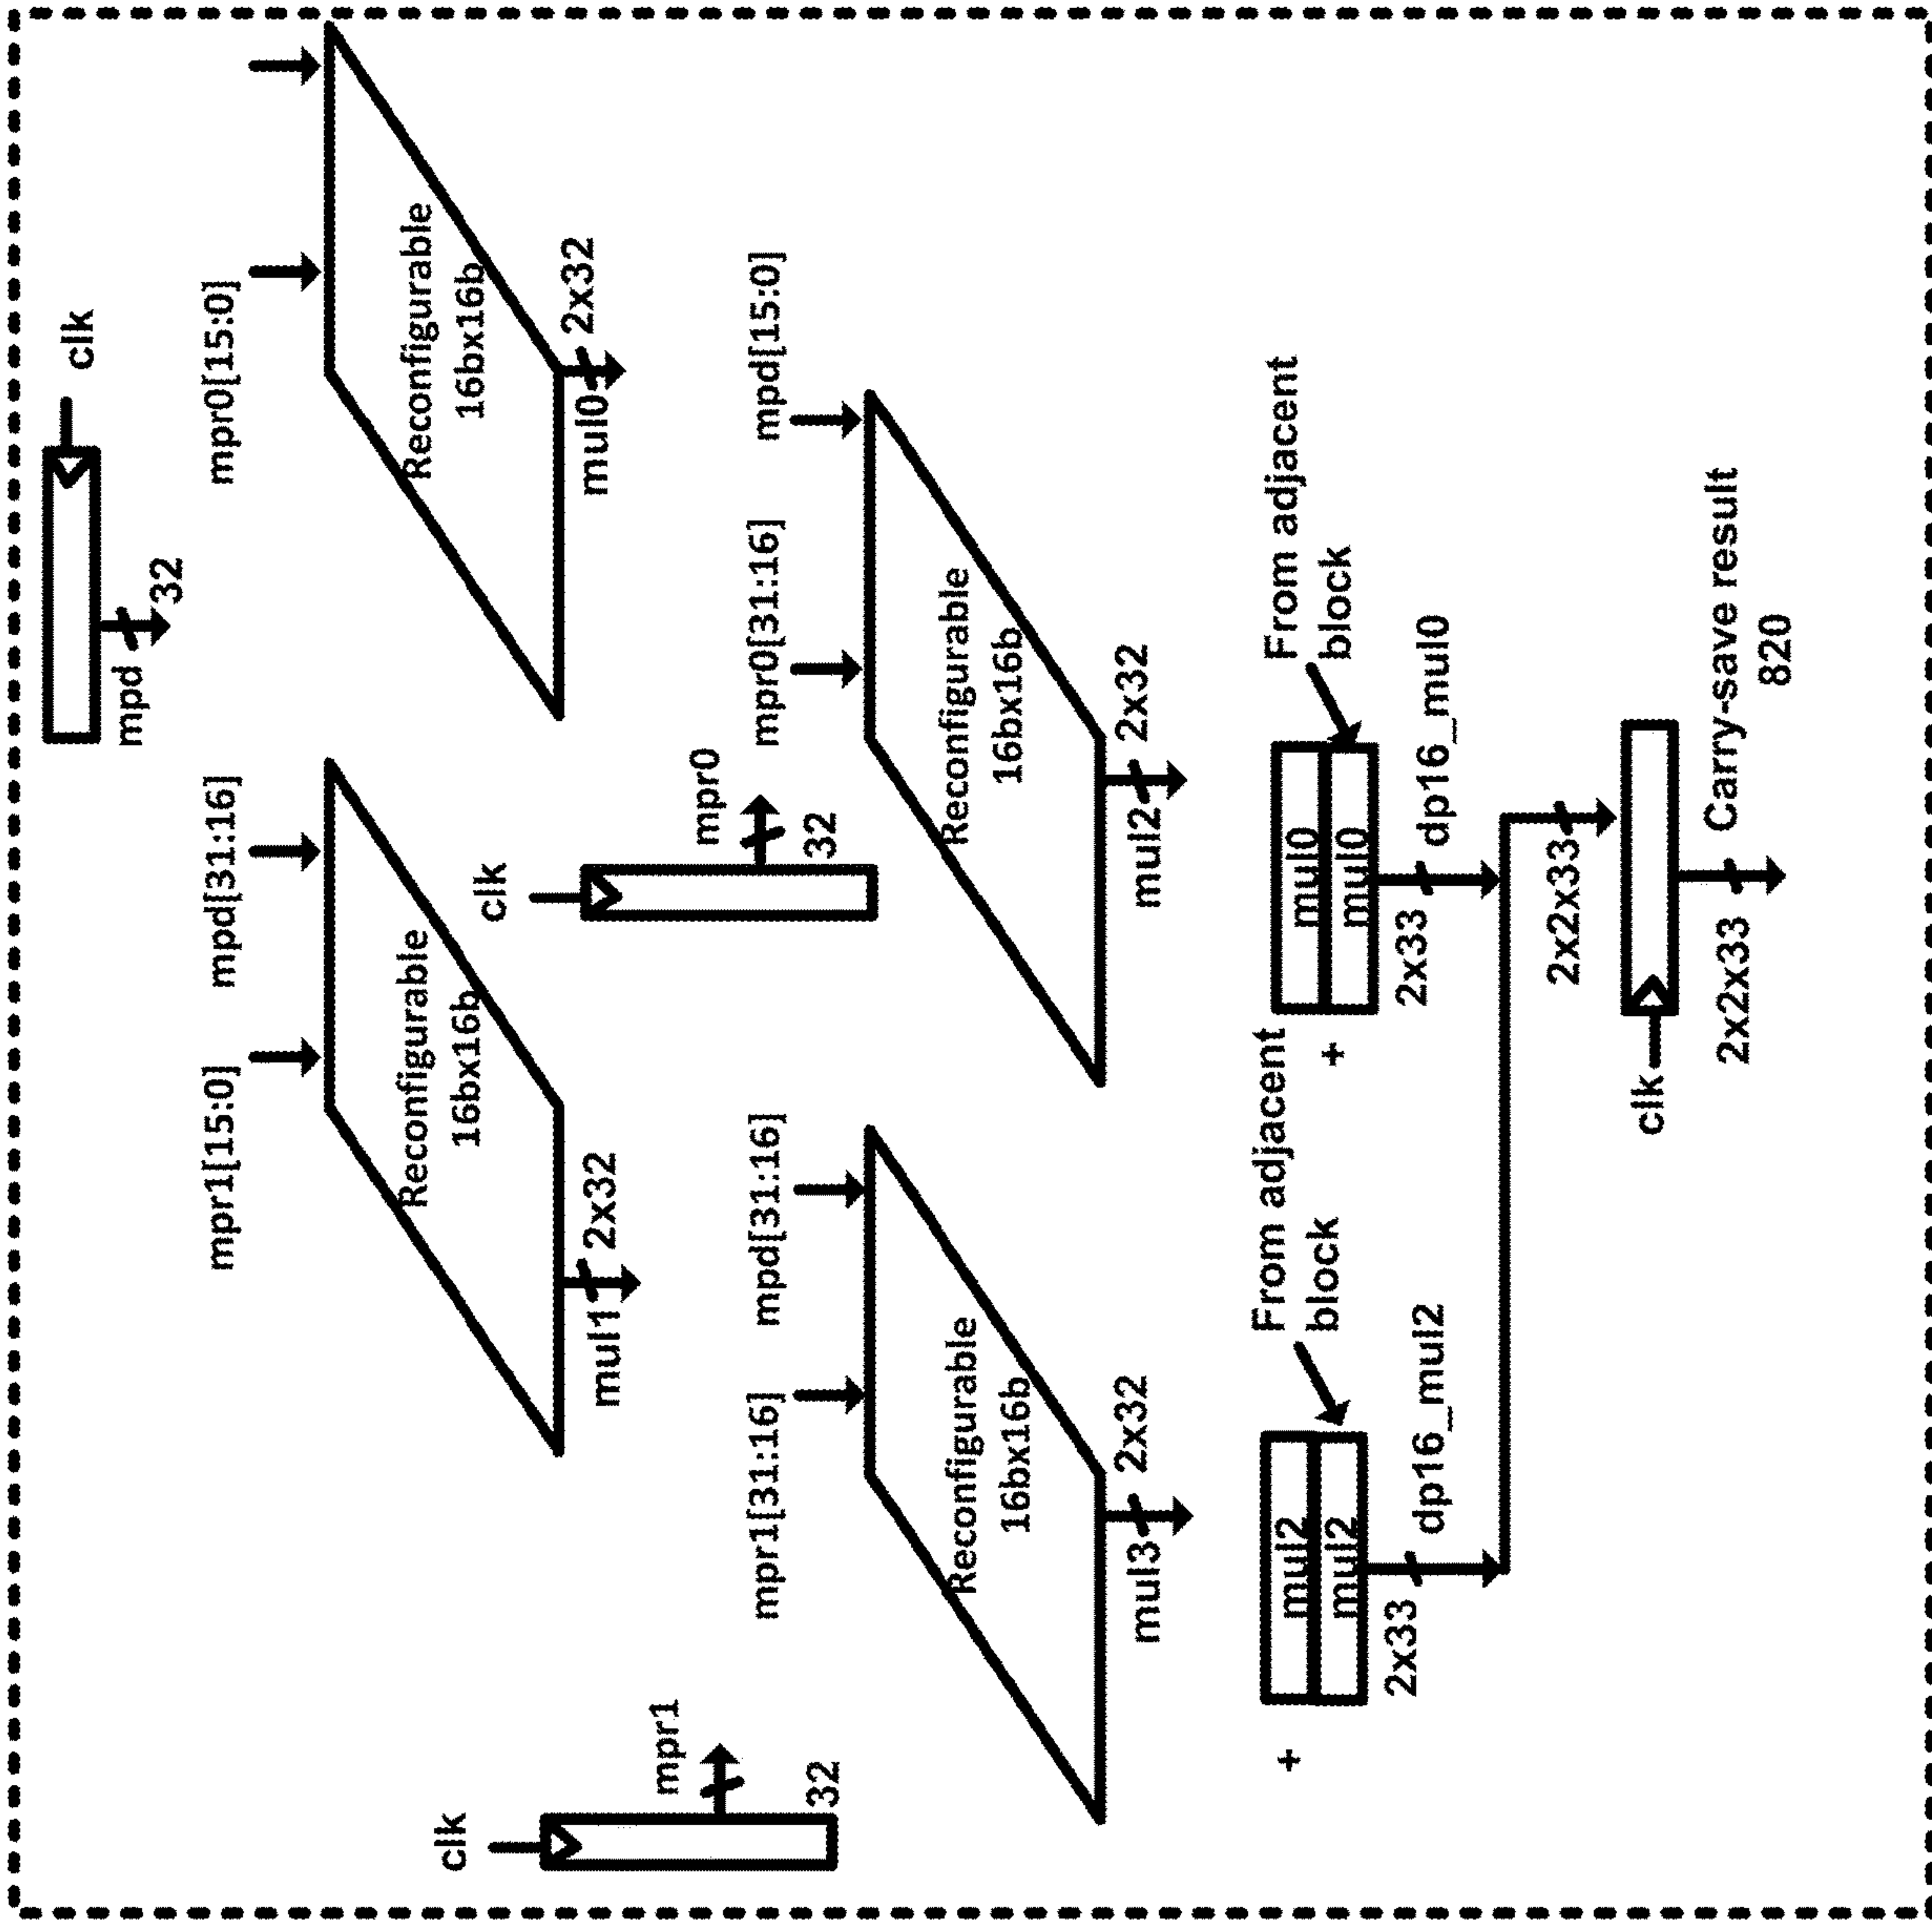 clk
mpd
32
mpr1[15:0]
mpd[31:16]
mpr0[15:0]
Reconfigurable
16bx16b
Reconfigurable
16bx16b
mul1
2x32
mul0
2x32
clk
mpr1
32
clk
mpr0
32
mpr1[31:16]
mpd[31:16]
mpr0[31:16]
mpd[15:0]
Reconfigurable
16bx16b
Reconfigurable
16bx16b
mul3
2x32
mul2
2x32
From adjacent
block
From adjacent
block
+
mul2
mul2
+
mul0
mul0
2x33
dp16_mul2
2x33
dp16_mul0
2x2x33
clk
2x2x33
Carry-save result
820